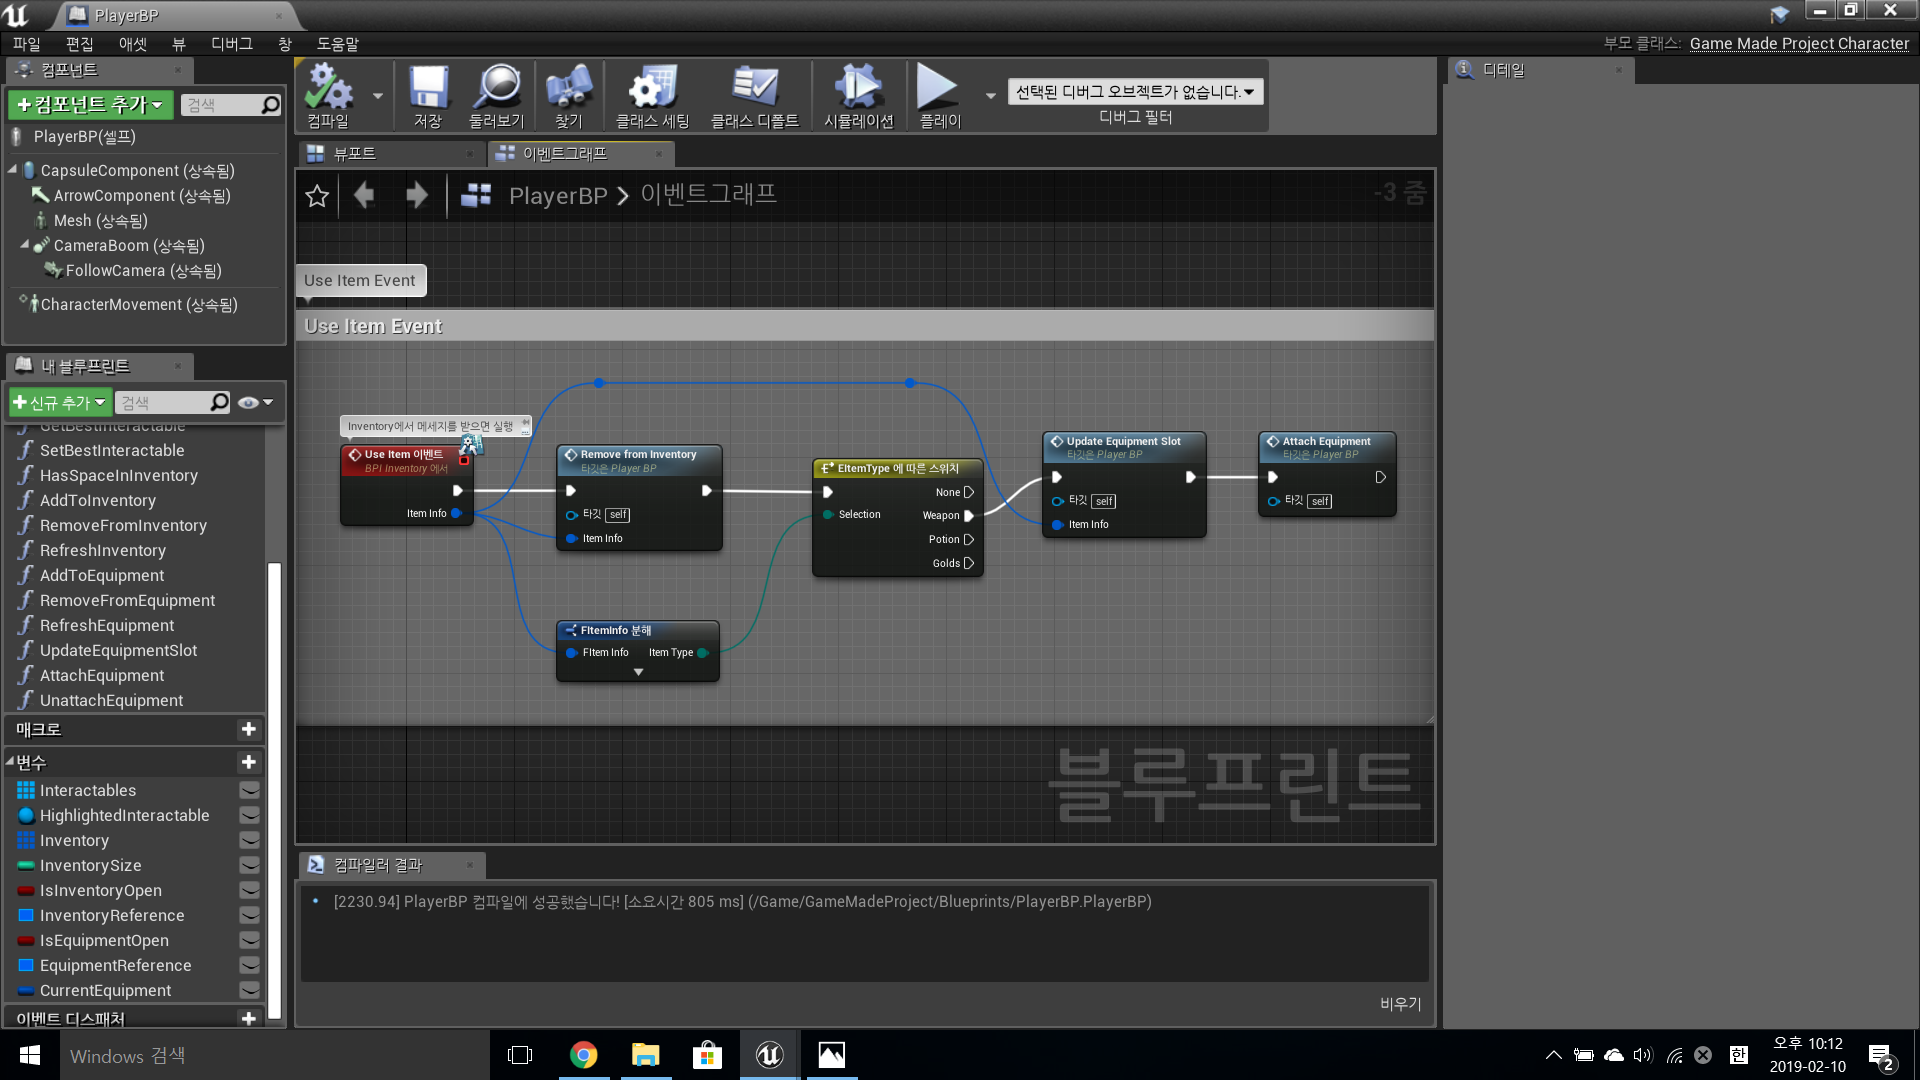 PlayerBP
파일 편집 애셋 뷰 디버그 창 도움말
부모 클래스: Game Made Project Character
컴포넌트
+컴포넌트 추가
검색
PlayerBP(셀프)
CapsuleComponent (상속됨)
ArrowComponent (상속됨)
Mesh (상속됨)
CameraBoom (상속됨)
FollowCamera (상속됨)
CharacterMovement (상속됨)
내 블루프린트
+신규 추가
검색
GetBestInteractable
SetBestInteractable
HasSpaceInInventory
AddToInventory
RemoveFromInventory
RefreshInventory
AddToEquipment
RemoveFromEquipment
RefreshEquipment
UpdateEquipmentSlot
AttachEquipment
UnattachEquipment
매크로
변수
Interactables
HighlightedInteractable
Inventory
InventorySize
IsInventoryOpen
InventoryReference
IsEquipmentOpen
EquipmentReference
CurrentEquipment
이벤트 디스패처
컴파일
저장
둘러보기
찾기
클래스 세팅
클래스 디폴트
시뮬레이션
플레이
선택된 디버그 오브젝트가 없습니다.
디버그 필터
뷰포트
이벤트그래프
PlayerBP > 이벤트그래프
-3 줌
Use Item Event
Use Item Event
Inventory에서 메세지를 받으면 실행
Use Item 이벤트
BPI Inventory 에서
Item Info
Remove from Inventory
타깃은 Player BP
타깃 self
Item Info
FItemInfo 분해
FItem Info
Item Type
EItemType 에 따른 스위치
None
Selection
Weapon
Potion
Golds
Update Equipment Slot
타깃은 Player BP
타깃 self
Item Info
Attach Equipment
타깃은 Player BP
타깃 self
블루프린트
컴파일러 결과
[2230.94] PlayerBP 컴파일에 성공했습니다! [소요시간 805 ms] (/Game/GameMadeProject/Blueprints/PlayerBP.PlayerBP)
비우기
디테일
Windows 검색
한
오후 10:12
2019-02-10
2